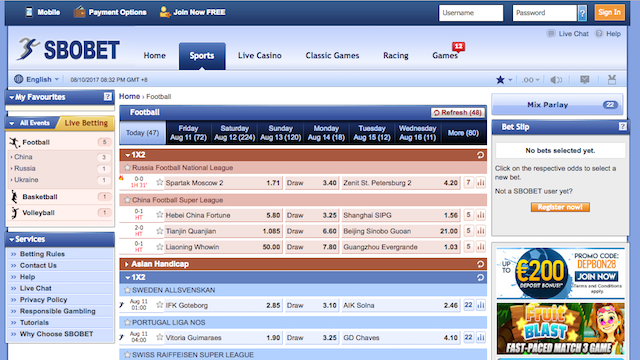 Mobile Payment Options Join Now FREE Username Password ? Sign In
SBOBET
Live Chat Help
Home Sports Live Casino Classic Games Racing Games 12
English 08/10/2017 08:32 PM GMT +8
My Favourites ?
All Events Live Betting
Football 5
China 3
Russia 1
Ukraine 1
Basketball 1
Volleyball 1
Services
Betting Rules
Contact Us
Help
Live Chat
Privacy Policy
Responsible Gambling
Tutorials
Why Choose SBOBET
Home › Football
Football Refresh (48)
Today (47) Friday Aug 11 (72) Saturday Aug 12 (224) Sunday Aug 13 (120) Monday Aug 14 (18) Tuesday Aug 15 (12) Wednesday Aug 16 (11) More (80)
1X2
Russia Football National League
0-0
1H 31' Spartak Moscow 2 1.71 Draw 3.40 Zenit St. Petersburg 2 4.20 7
China Football Super League
0-1
HT Hebei China Fortune 5.80 Draw 3.25 Shanghai SIPG 1.56 5
2-0
HT Tianjin Quanjian 1.085 Draw 6.60 Beijing Sinobo Guoan 21.00 5
0-1
HT Liaoning Whowin 50.00 Draw 7.80 Guangzhou Evergrande 1.03 5
Asian Handicap
1X2
SWEDEN ALLSVENSKAN
Aug 11
01:00 IFK Goteborg 2.85 Draw 3.10 AIK Solna 2.46 22
PORTUGAL LIGA NOS
Aug 11
04:00 Vitoria Guimaraes 1.90 Draw 3.25 GD Chaves 4.10 22
SWISS RAIFFEISEN SUPER LEAGUE
Mix Parlay 22
Bet Slip ?
No bets selected yet.
Click on the respective odds to select a
new bet.
Not a SBOBET user yet?
Register now!
UP TO €200 DEPOSIT BONUS*
PROMO CODE:
DEPBON28
JOIN NOW
*Terms and Conditions
apply
Fruit
BLAST
FAST-PACED MATCH 3 GAME